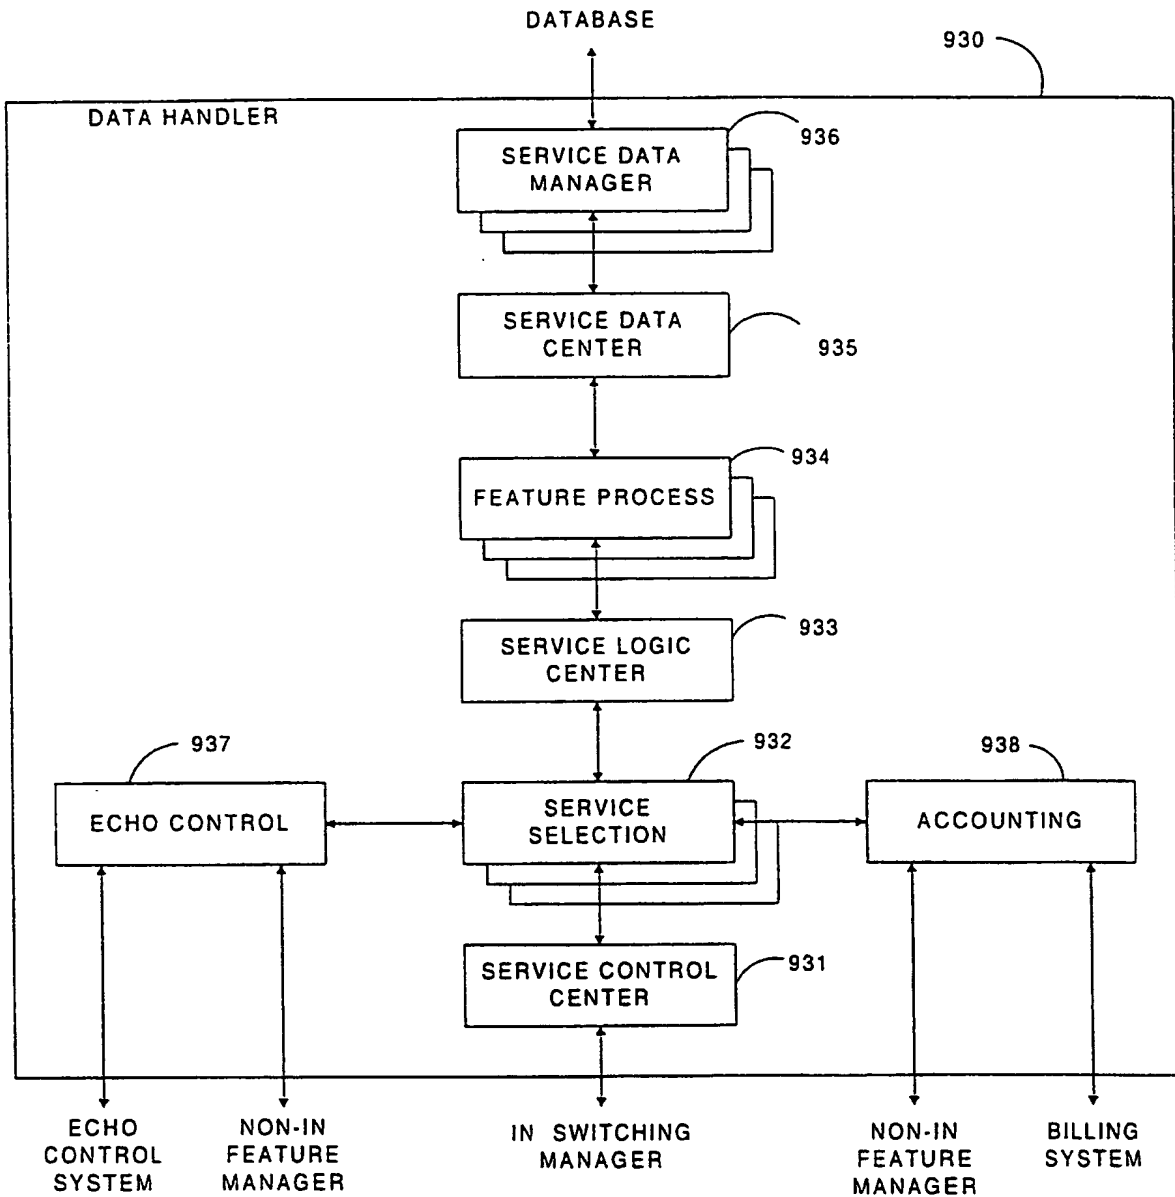 DATABASE
930
DATA HANDLER
936
SERVICE DATA
MANAGER
SERVICE DATA
CENTER
935
934
FEATURE PROCESS
933
SERVICE LOGIC
CENTER
937
932
938
ECHO CONTROL
SERVICE
SELECTION
ACCOUNTING
931
SERVICE CONTROL
CENTER
ECHO
CONTROL
SYSTEM
NON-IN
FEATURE
MANAGER
IN SWITCHING
MANAGER
NON-IN
FEATURE
MANAGER
BILLING
SYSTEM